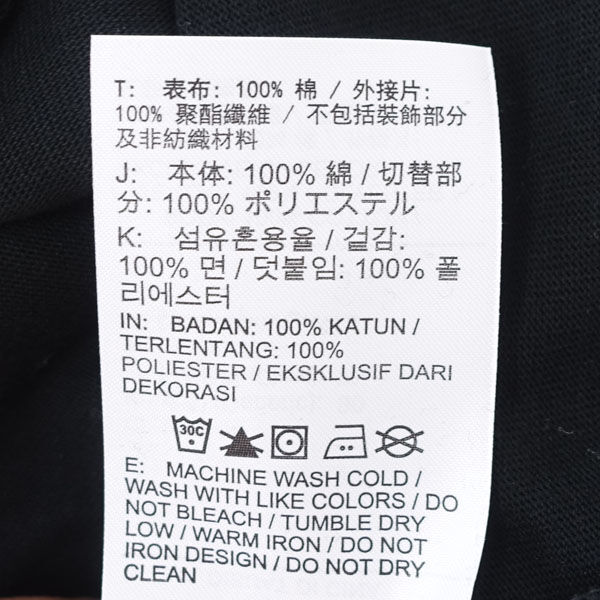 T: 表布: 100% 棉 / 外接片:
100% 聚酯纖維 / 不包括裝飾部分
及非紡織材料
J: 本体: 100% 綿 / 切替部
分: 100% ポリエステル
K: 섬유혼용율 / 겉감:
100% 면 / 덧붙임: 100% 폴
리에스터
IN: BADAN: 100% KATUN /
TERLENTANG: 100%
POLIESTER / EKSKLUSIF DARI
DEKORASI
30C
E: MACHINE WASH COLD /
WASH WITH LIKE COLORS / DO
NOT BLEACH / TUMBLE DRY
LOW / WARM IRON / DO NOT
IRON DESIGN / DO NOT DRY
CLEAN